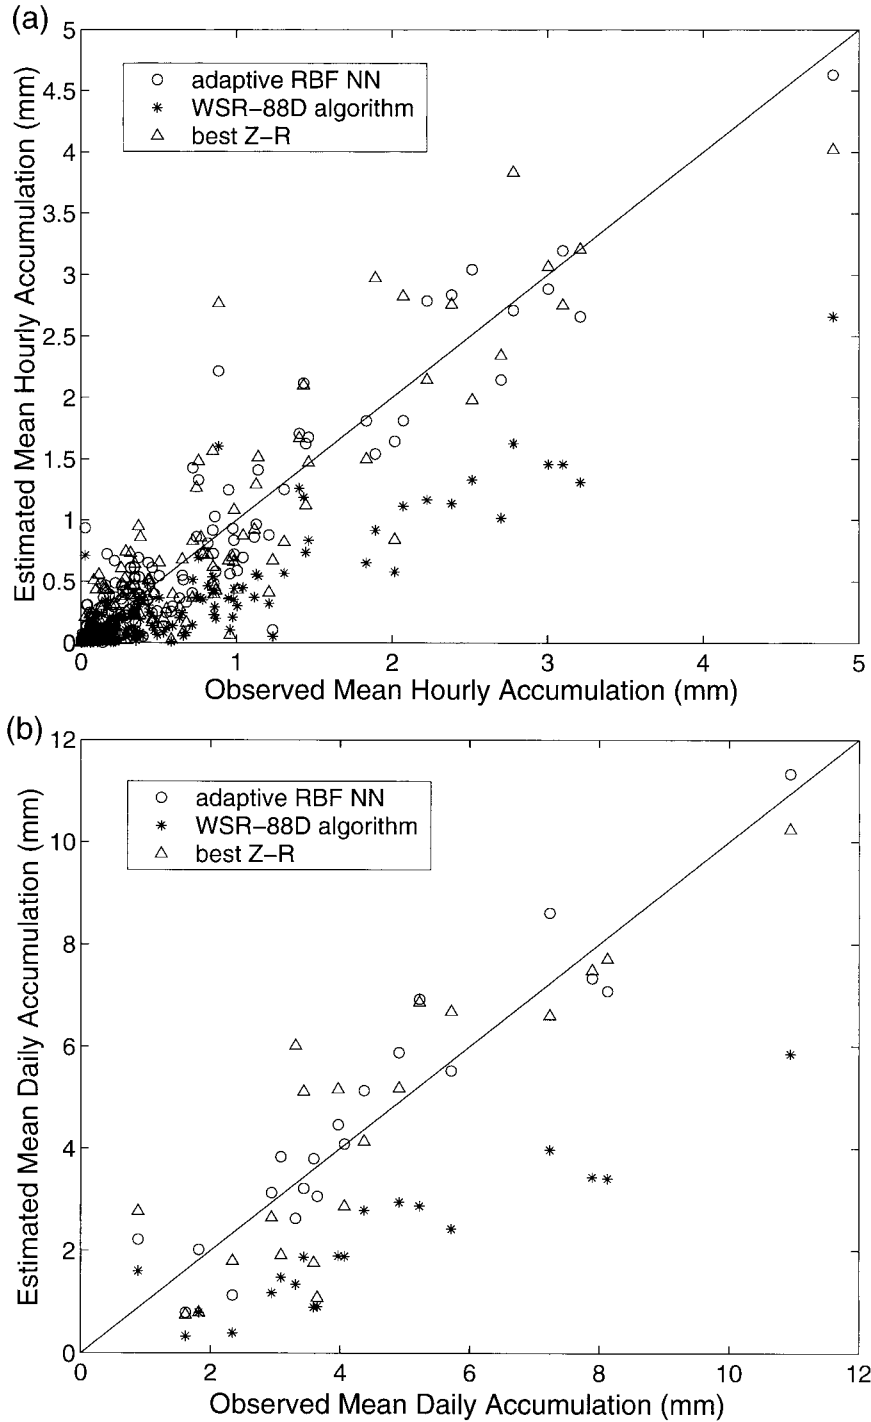 (a)
5
4.5
4
3.5
3
2.5
2
1.5
1
0.5
0
Estimated Mean Hourly Accumulation (mm)
adaptive RBF NN
WSR-88D algorithm
best Z-R
0 1 2 3 4 5
Observed Mean Hourly Accumulation (mm)
(b)
12
10
8
6
4
2
0
Estimated Mean Daily Accumulation (mm)
adaptive RBF NN
WSR-88D algorithm
best Z-R
0 2 4 6 8 10 12
Observed Mean Daily Accumulation (mm)